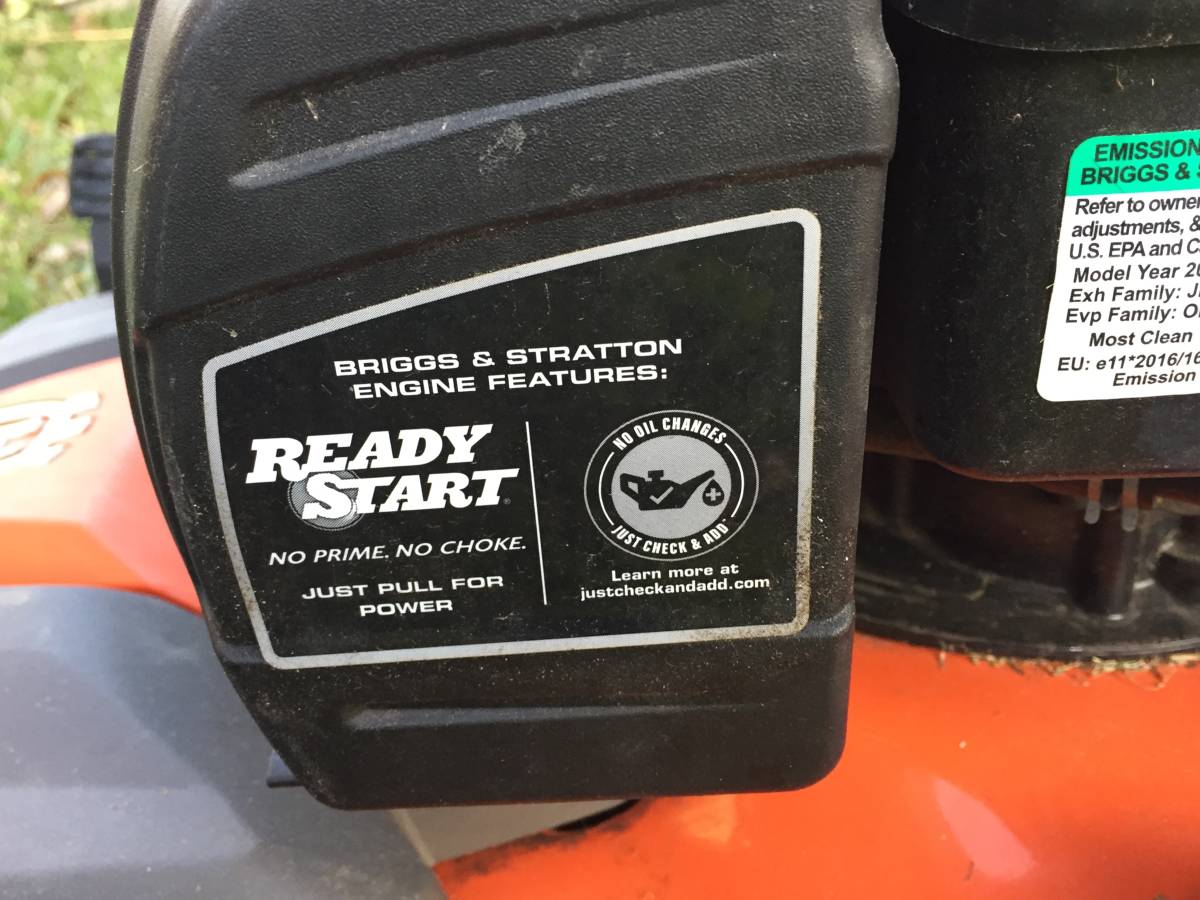 BRIGGS & STRATTON
ENGINE FEATURES:
READY
START®
NO PRIME. NO CHOKE.
JUST PULL FOR
POWER
NO OIL CHANGES
JUST CHECK & ADD™
Learn more at
justcheckandadd.com
EMISSION
BRIGGS &
Refer to owner
adjustments, &
U.S. EPA and C
Model Year 20
Exh Family: J
Evp Family:
Most Clean
EU: e11*2016/16
Emission